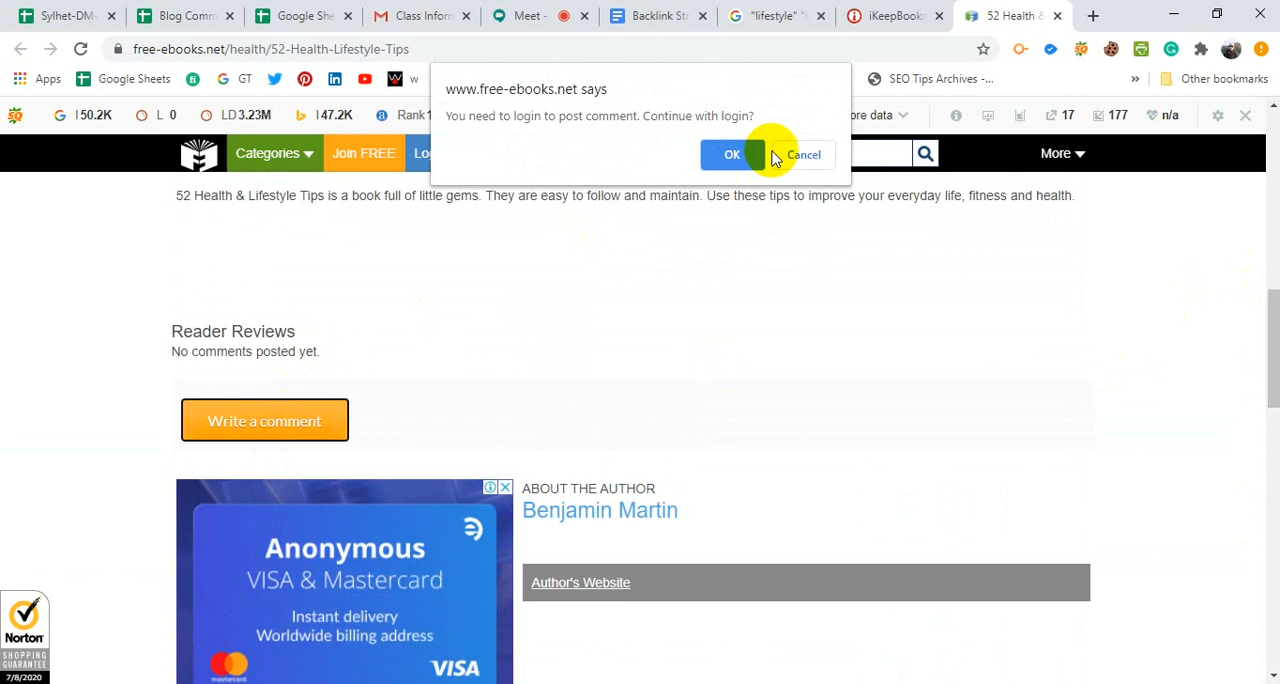 Sylhet-DM-
Blog Comm
Google She
Class Inform
Meet -
Backlink Str
"lifestyle" "
iKeepBookm
52 Health &
free-ebooks.net/health/52-Health-Lifestyle-Tips
Apps
Google Sheets
GT
w
SEO Tips Archives -...
»
Other bookmarks
I 50.2K
L 0
LD 3.23M
I 47.2K
Rank
ore data
17
177
n/a
www.free-ebooks.net says
You need to login to post comment. Continue with login?
OK
Cancel
Categories
Join FREE
Lo
More
52 Health & Lifestyle Tips is a book full of little gems. They are easy to follow and maintain. Use these tips to improve your everyday life, fitness and health.
Reader Reviews
No comments posted yet.
Write a comment
ABOUT THE AUTHOR
Benjamin Martin
Author's Website
Anonymous
VISA & Mastercard
Instant delivery
Worldwide billing address
mastercard
VISA
Norton
SHOPPING
GUARANTEE
7/8/2020